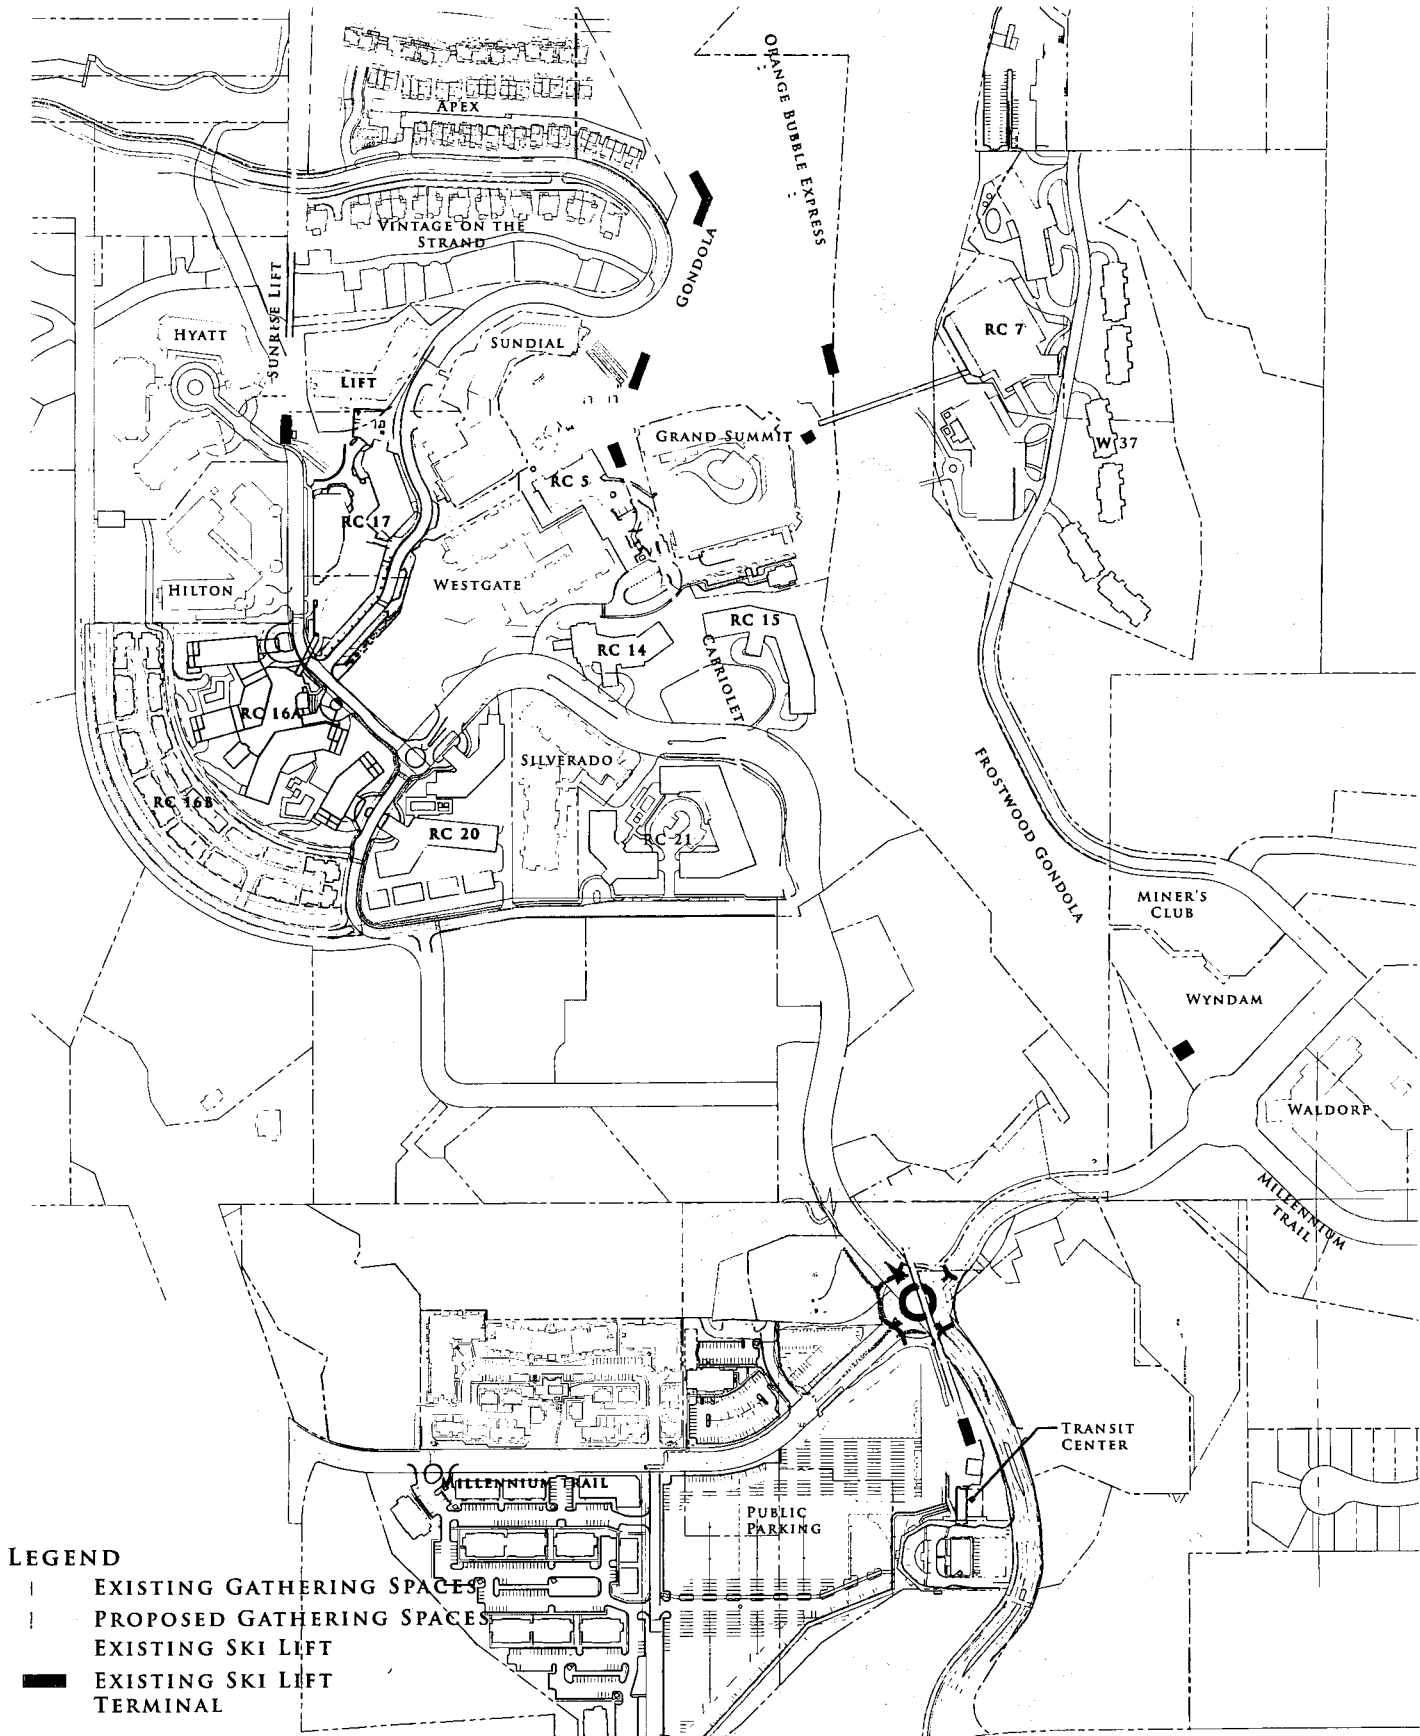 ORANGE BUBBLE EXPRESS
APEX
VINTAGE ON THE
STRAND
GONDOLA
SUNRISE LIFT
HYATT
SUNDIAL
LIFT
RC 7
GRAND SUMMIT
W 37
RC 5
RC 17
WESTGATE
HILTON
RC 15
RC 14
CABRIOLET
RC 16A
SILVERADO
RC 16B
RC 20
RC 21
FROSTWOOD GONDOLA
MINER'S
CLUB
WYNDAM
WALDORF
MILLENNIUM
TRAIL
TRANSIT
CENTER
MILLENNIUM TRAIL
PUBLIC
PARKING
LEGEND
EXISTING GATHERING SPACES
PROPOSED GATHERING SPACES
EXISTING SKI LIFT
EXISTING SKI LIFT
TERMINAL